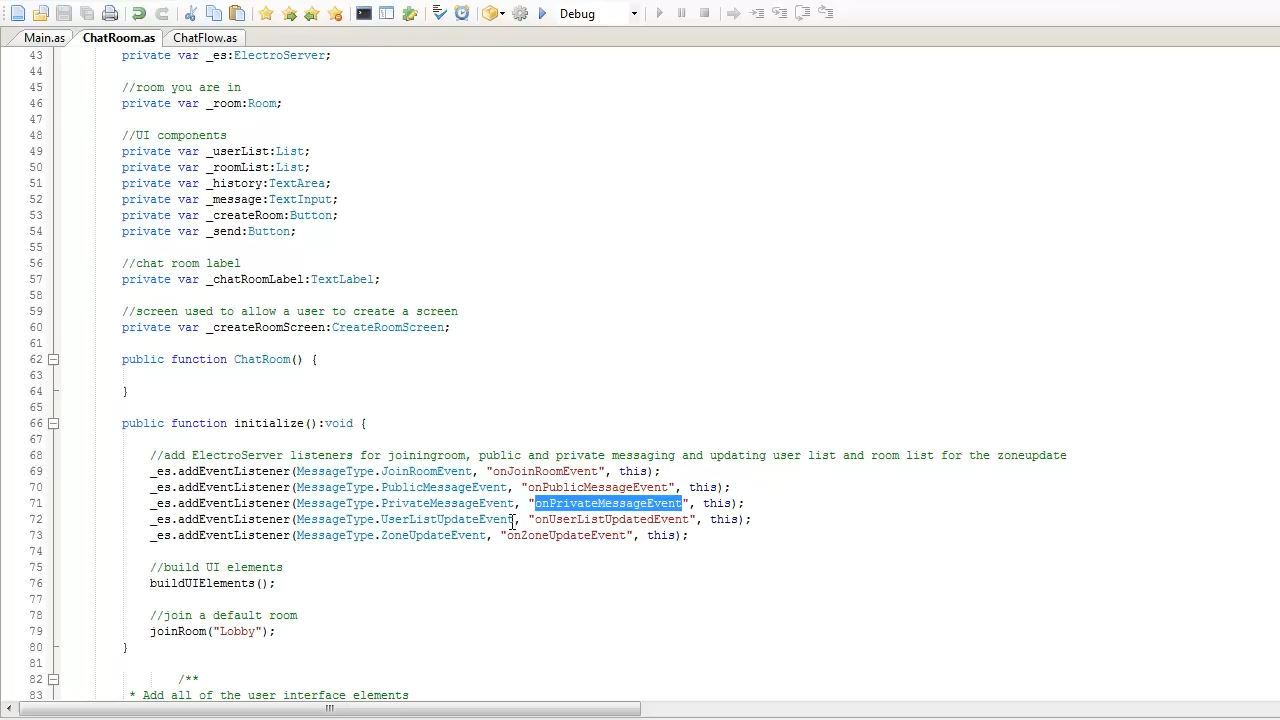 Debug
Main.as ChatRoom.as ChatFlow.as
43 private var _es:ElectroServer;
44
45 //room you are in
46 private var _room:Room;
47
48 //UI components
49 private var _userList:List;
50 private var _roomList:List;
51 private var _history:TextArea;
52 private var _message:TextInput;
53 private var _createRoom:Button;
54 private var _send:Button;
55
56 //chat room label
57 private var _chatRoomLabel:TextLabel;
58
59 //screen used to allow a user to create a screen
60 private var _createRoomScreen:CreateRoomScreen;
61
62 public function ChatRoom() {
63
64 }
65
66 public function initialize():void {
67
68 //add ElectroServer listeners for joiningroom, public and private messaging and updating user list and room list for the zoneupdate
69 _es.addEventListener(MessageType.JoinRoomEvent, "onJoinRoomEvent", this);
70 _es.addEventListener(MessageType.PublicMessageEvent, "onPublicMessageEvent", this);
71 _es.addEventListener(MessageType.PrivateMessageEvent, "onPrivateMessageEvent", this);
72 _es.addEventListener(MessageType.UserListUpdateEvent, "onUserListUpdatedEvent", this);
73 _es.addEventListener(MessageType.ZoneUpdateEvent, "onZoneUpdateEvent", this);
74
75 //build UI elements
76 buildUIElements();
77
78 //join a default room
79 joinRoom("Lobby");
80 }
81
82 /**
83 * Add all of the user interface elements